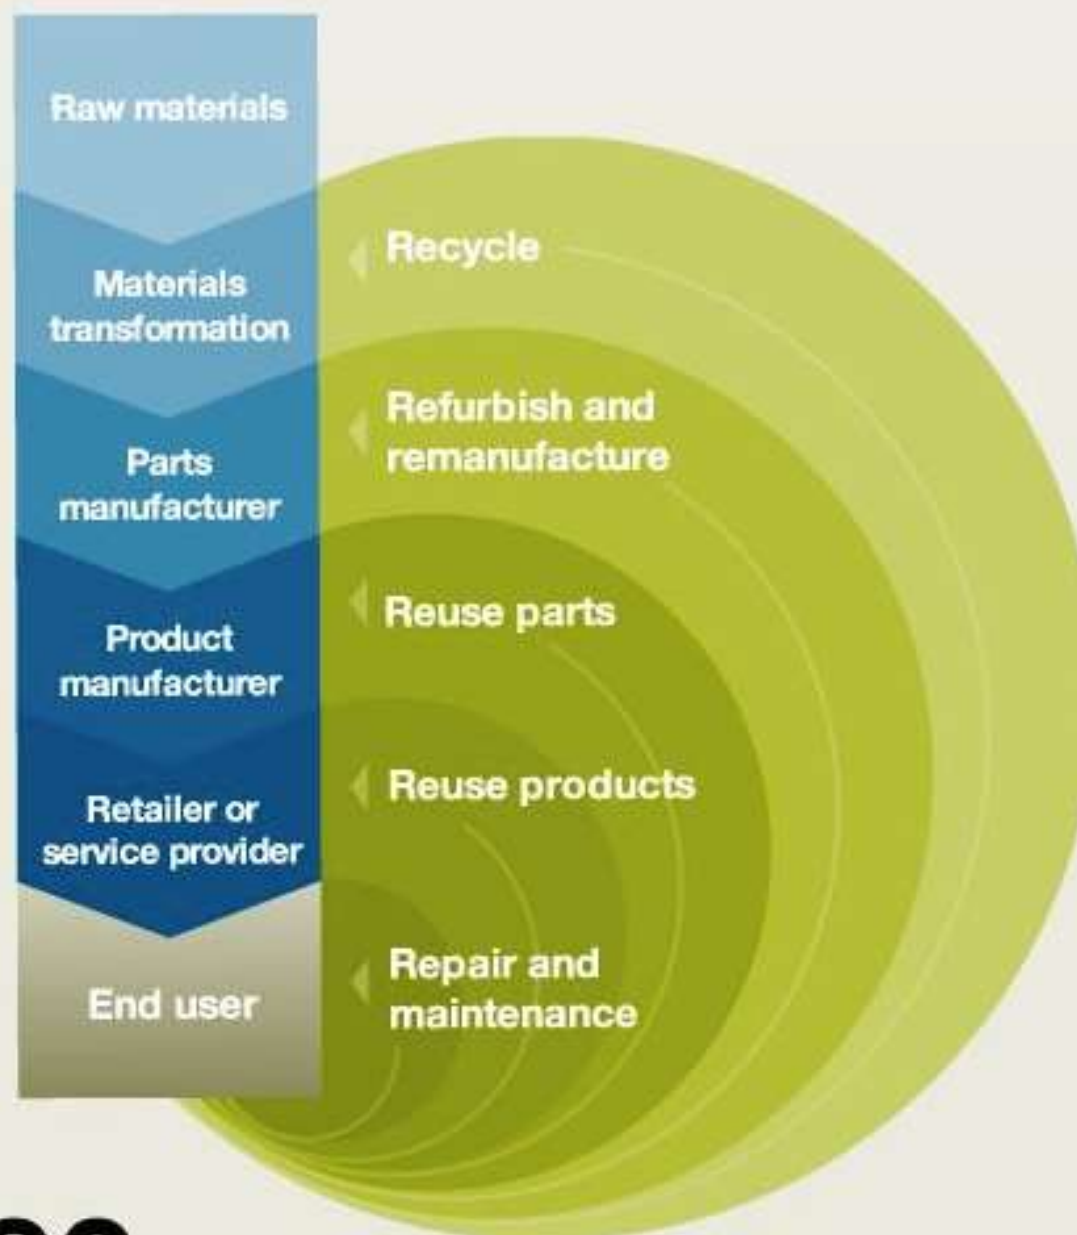 Raw materials
Recycle
Materials
transformation
Refurbish and
remanufacture
Parts
manufacturer
Reuse parts
Product
manufacturer
Reuse products
Retailer or
service provider
Repair and
maintenance
End user